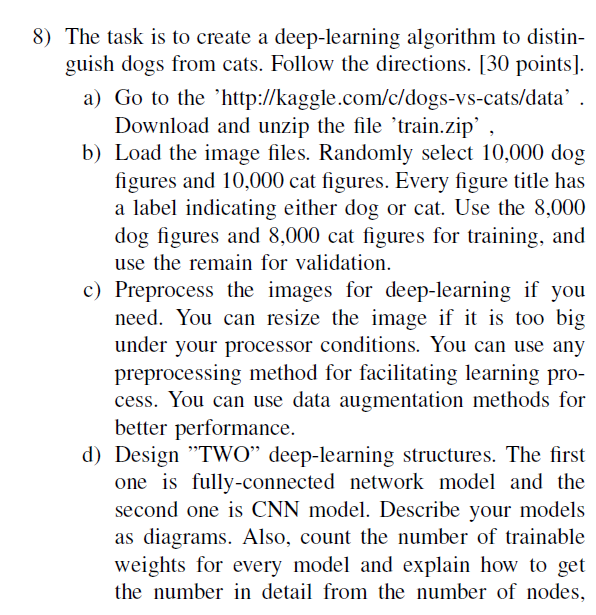 8) The task is to create a deep-learning algorithm to distin-
guish dogs from cats. Follow the directions. [30 points].
a) Go to the ’http://kaggle.com/c/dogs-vs-cats/data’ .
Download and unzip the file ’train.zip’ ,
b) Load the image files. Randomly select 10,000 dog
figures and 10,000 cat figures. Every figure title has
a label indicating either dog or cat. Use the 8,000
dog figures and 8,000 cat figures for training, and
use the remain for validation.
c) Preprocess the images for deep-learning if you
need. You can resize the image if it is too big
under your processor conditions. You can use any
preprocessing method for facilitating learning pro-
cess. You can use data augmentation methods for
better performance.
d) Design ”TWO” deep-learning structures. The first
one is fully-connected network model and the
second one is CNN model. Describe your models
as diagrams. Also, count the number of trainable
weights for every model and explain how to get
the number in detail from the number of nodes,